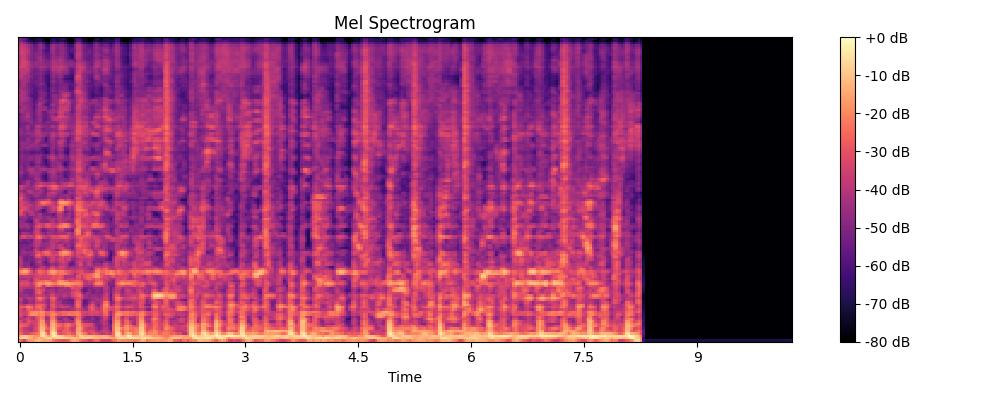 Mel Spectrogram
+0 dB
-10 dB
-20 dB
-30 dB
-40 dB
-50 dB
-60 dB
-70 dB
-80 dB
0 1.5 3 4.5 6 7.5 9
Time